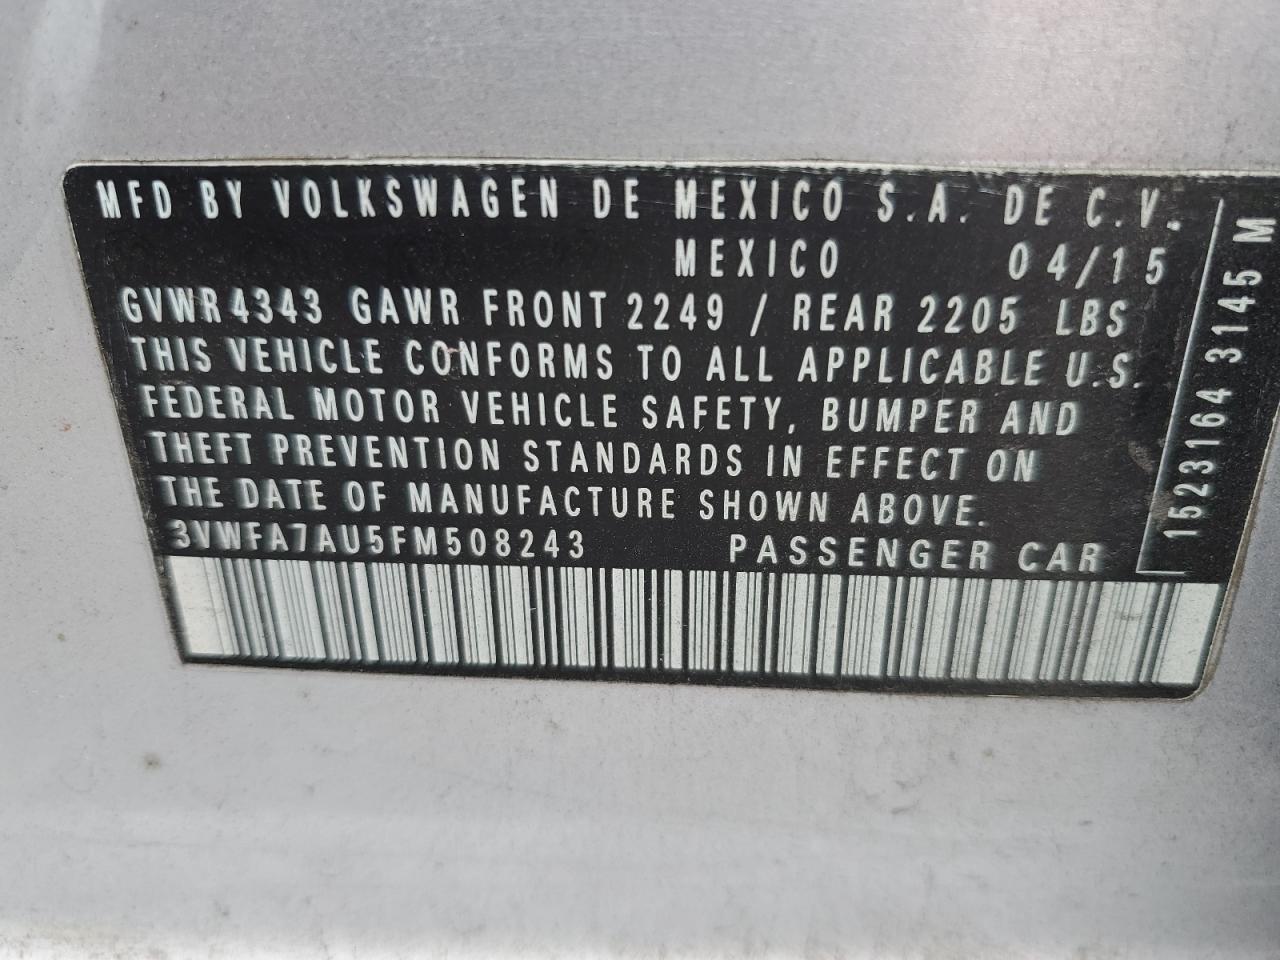 MFD BY VOLKSWAGEN DE MEXICO S.A. DE C.V.
MEXICO 04/15
GVWR 4343 GAWR FRONT 2249 / REAR 2205 LBS
THIS VEHICLE CONFORMS TO ALL APPLICABLE U.S.
FEDERAL MOTOR VEHICLE SAFETY, BUMPER AND
THEFT PREVENTION STANDARDS IN EFFECT ON
THE DATE OF MANUFACTURE SHOWN ABOVE.
3VWFA7AU5FM508243 PASSENGER CAR
1523164 3145 M